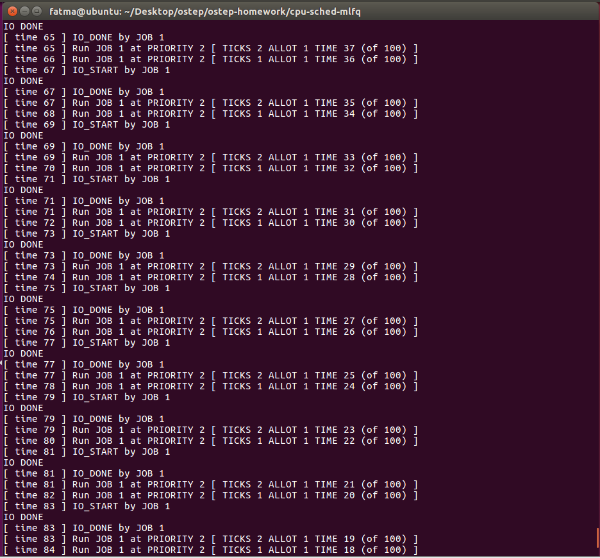 fatma@ubuntu: ~/Desktop/ostep/ostep-homework/cpu-sched-mlfq
IO DONE
[ time 65 ] IO_DONE by JOB 1
[ time 65 ] Run JOB 1 at PRIORITY 2 [ TICKS 2 ALLOT 1 TIME 37 (of 100) ]
[ time 66 ] Run JOB 1 at PRIORITY 2 [ TICKS 1 ALLOT 1 TIME 36 (of 100) ]
[ time 67 ] IO_START by JOB 1
IO DONE
[ time 67 ] IO_DONE by JOB 1
[ time 67 ] Run JOB 1 at PRIORITY 2 [ TICKS 2 ALLOT 1 TIME 35 (of 100) ]
[ time 68 ] Run JOB 1 at PRIORITY 2 [ TICKS 1 ALLOT 1 TIME 34 (of 100) ]
[ time 69 ] IO_START by JOB 1
IO DONE
[ time 69 ] IO_DONE by JOB 1
[ time 69 ] Run JOB 1 at PRIORITY 2 [ TICKS 2 ALLOT 1 TIME 33 (of 100) ]
[ time 70 ] Run JOB 1 at PRIORITY 2 [ TICKS 1 ALLOT 1 TIME 32 (of 100) ]
[ time 71 ] IO_START by JOB 1
IO DONE
[ time 71 ] IO_DONE by JOB 1
[ time 71 ] Run JOB 1 at PRIORITY 2 [ TICKS 2 ALLOT 1 TIME 31 (of 100) ]
[ time 72 ] Run JOB 1 at PRIORITY 2 [ TICKS 1 ALLOT 1 TIME 30 (of 100) ]
[ time 73 ] IO_START by JOB 1
IO DONE
[ time 73 ] IO_DONE by JOB 1
[ time 73 ] Run JOB 1 at PRIORITY 2 [ TICKS 2 ALLOT 1 TIME 29 (of 100) ]
[ time 74 ] Run JOB 1 at PRIORITY 2 [ TICKS 1 ALLOT 1 TIME 28 (of 100) ]
[ time 75 ] IO_START by JOB 1
IO DONE
[ time 75 ] IO_DONE by JOB 1
[ time 75 ] Run JOB 1 at PRIORITY 2 [ TICKS 2 ALLOT 1 TIME 27 (of 100) ]
[ time 76 ] Run JOB 1 at PRIORITY 2 [ TICKS 1 ALLOT 1 TIME 26 (of 100) ]
[ time 77 ] IO_START by JOB 1
IO DONE
[ time 77 ] IO_DONE by JOB 1
[ time 77 ] Run JOB 1 at PRIORITY 2 [ TICKS 2 ALLOT 1 TIME 25 (of 100) ]
[ time 78 ] Run JOB 1 at PRIORITY 2 [ TICKS 1 ALLOT 1 TIME 24 (of 100) ]
[ time 79 ] IO_START by JOB 1
IO DONE
[ time 79 ] IO_DONE by JOB 1
[ time 79 ] Run JOB 1 at PRIORITY 2 [ TICKS 2 ALLOT 1 TIME 23 (of 100) ]
[ time 80 ] Run JOB 1 at PRIORITY 2 [ TICKS 1 ALLOT 1 TIME 22 (of 100) ]
[ time 81 ] IO_START by JOB 1
IO DONE
[ time 81 ] IO_DONE by JOB 1
[ time 81 ] Run JOB 1 at PRIORITY 2 [ TICKS 2 ALLOT 1 TIME 21 (of 100) ]
[ time 82 ] Run JOB 1 at PRIORITY 2 [ TICKS 1 ALLOT 1 TIME 20 (of 100) ]
[ time 83 ] IO_START by JOB 1
IO DONE
[ time 83 ] IO_DONE by JOB 1
[ time 83 ] Run JOB 1 at PRIORITY 2 [ TICKS 2 ALLOT 1 TIME 19 (of 100) ]
[ time 84 ] Run JOB 1 at PRIORITY 2 [ TICKS 1 ALLOT 1 TIME 18 (of 100) ]